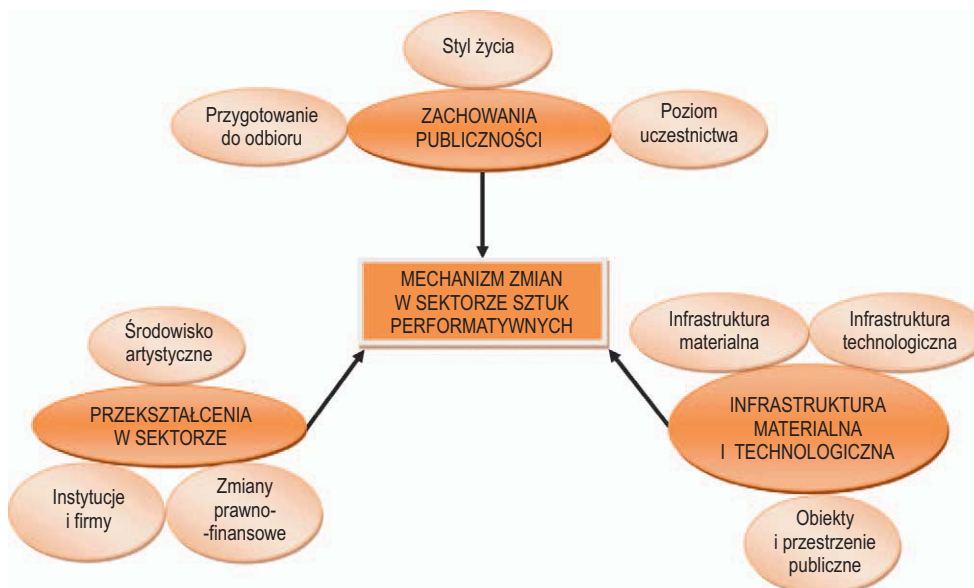 Styl życia
Przygotowanie
do odbioru
ZACHOWANIA
PUBLICZNOŚCI
Poziom
uczestnictwa
MECHANIZM ZMIAN
W SEKTORZE SZTUK
PERFORMATYWNYCH
Środowisko
artystyczne
PRZEKSZTAŁCENIA
W SEKTORZE
Instytucje
i firmy
Zmiany
prawno-
-finansowe
Infrastruktura
materialna
Infrastruktura
technologiczna
INFRASTRUKTURA
MATERIALNA
I TECHNOLOGICZNA
Obiekty
i przestrzenie
publiczne